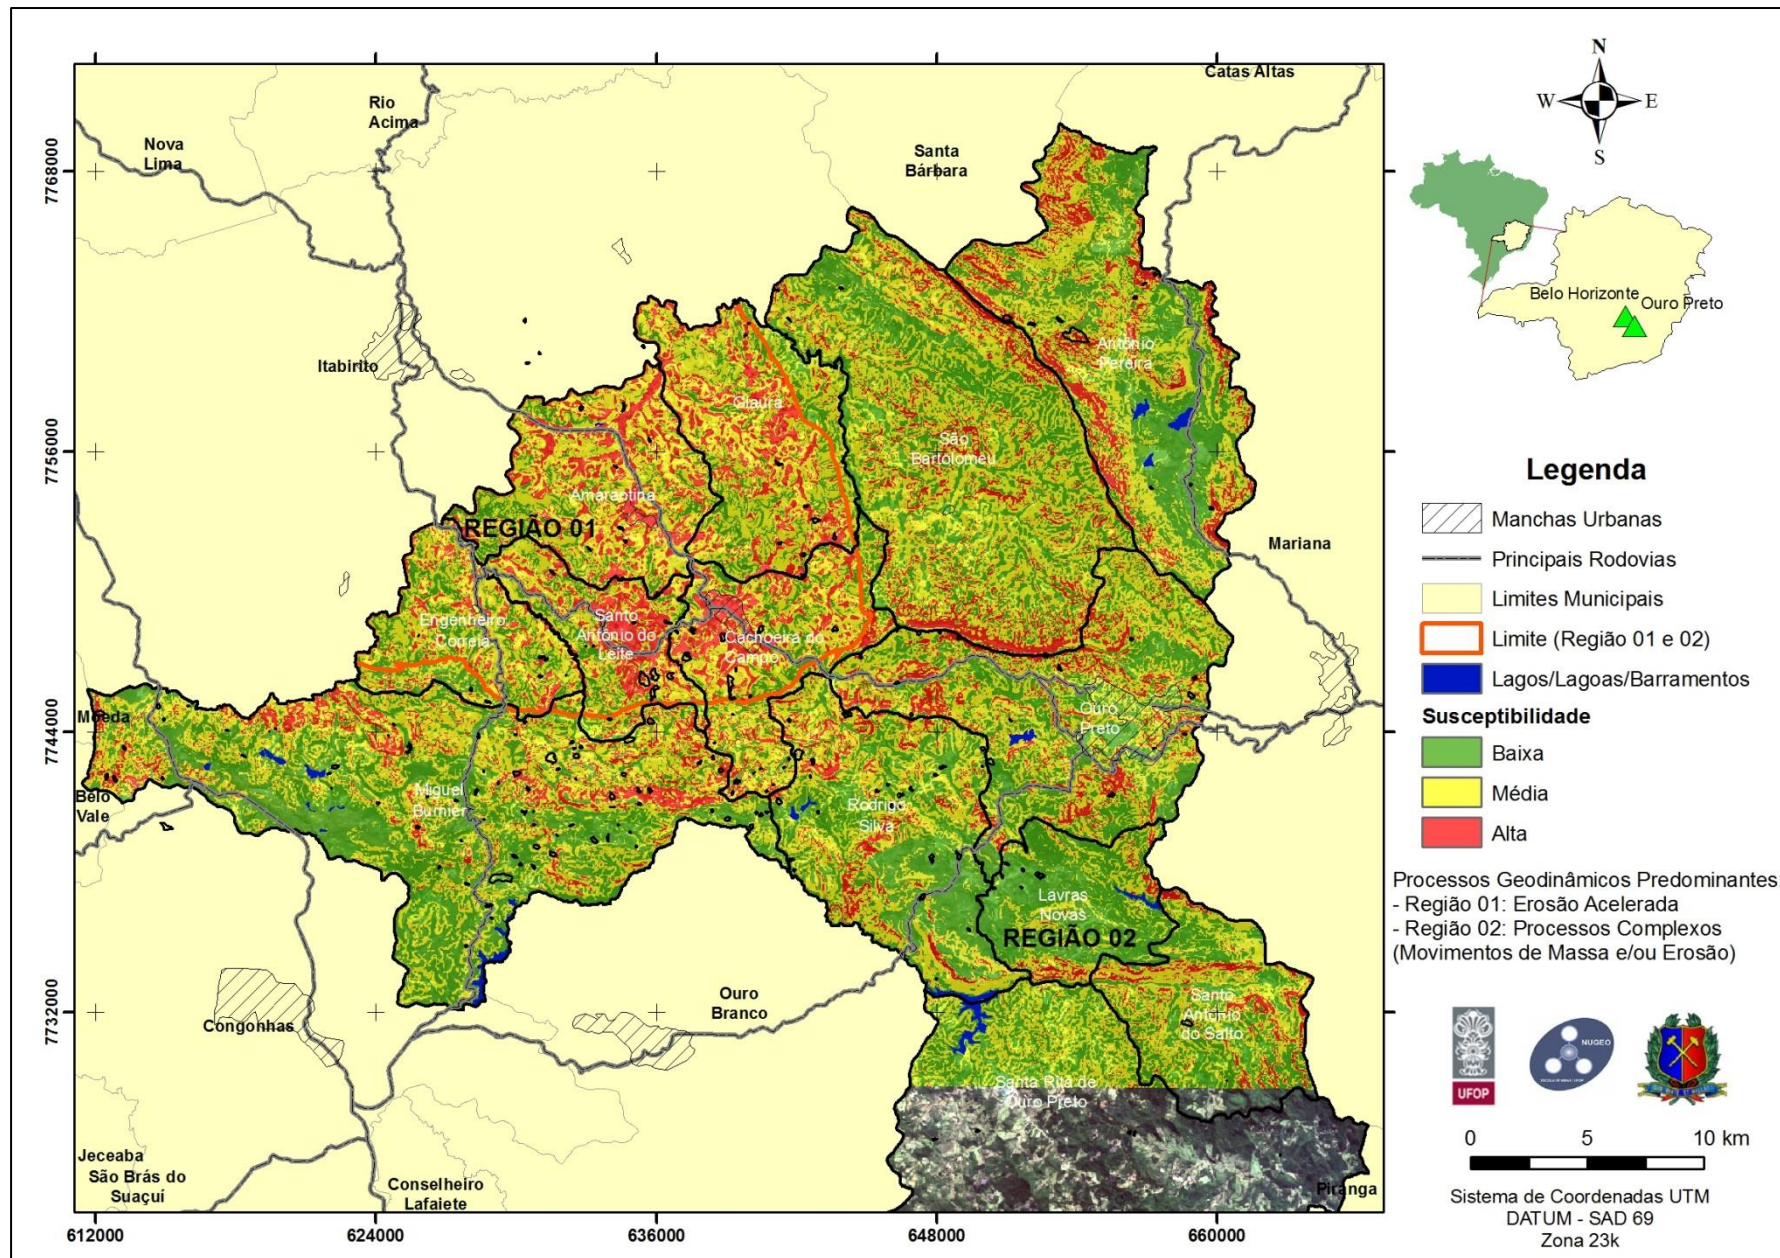 Catas Altas
Rio
Acima
Nova
Lima
Santa
Bárbara
7768000
7756000
7744000
7732000
Itabirito
Antônio
Pereira
Glaura
São
Bartolomeu
Amarantina
REGIÃO 01
Mariana
Engenheiro
Correia
Santo
Antônio do
Leite
Cachoeira do
Campo
Moeda
Ouro
Preto
Belo
Vale
Miguel
Burnier
Rodrigo
Silva
Lavras
Novas
REGIÃO 02
Ouro
Branco
Congonhas
Santo
Antônio
do Salto
Santa Rita de
Ouro Preto
Jeceaba
São Brás do
Suaçuí
Conselheiro
Lafaiete
Piranga
612000
624000
636000
648000
660000
N
W
E
S
Belo Horizonte
Ouro Preto
Legenda
Manchas Urbanas
Principais Rodovias
Limites Municipais
Limite (Região 01 e 02)
Lagos/Lagoas/Barramentos
Susceptibilidade
Baixa
Média
Alta
Processos Geodinâmicos Predominantes:
- Região 01: Erosão Acelerada
- Região 02: Processos Complexos
(Movimentos de Massa e/ou Erosão)
UFOP
NUGEO
0 5 10 km
Sistema de Coordenadas UTM
DATUM - SAD 69
Zona 23k